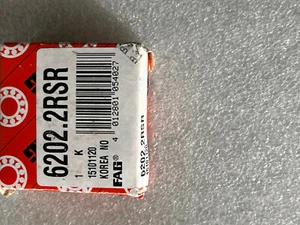 6202.2RSR
1 K
15101120
KOREA NO
FAG®
4 012801 054027
6202.2RSR